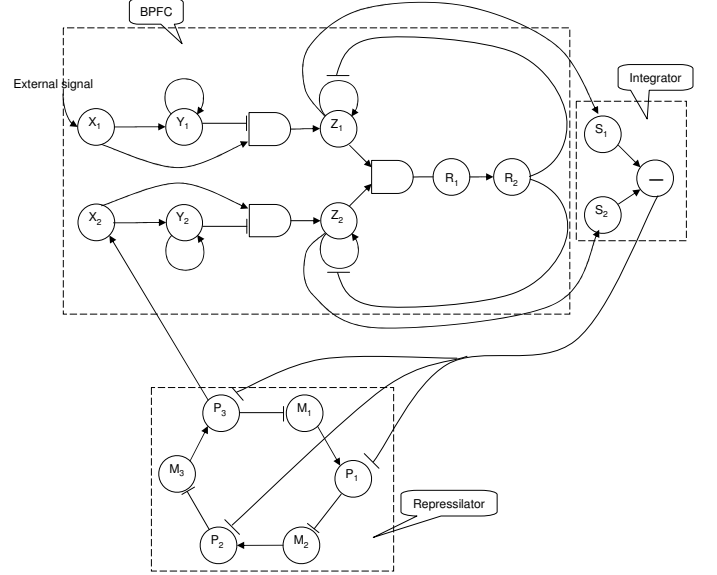 BPFC
External signal
Integrator
X1
Y1
Z1
S1
R1
R2
—
X2
Y2
Z2
S2
P3
M1
M3
P1
P2
M2
Repressilator